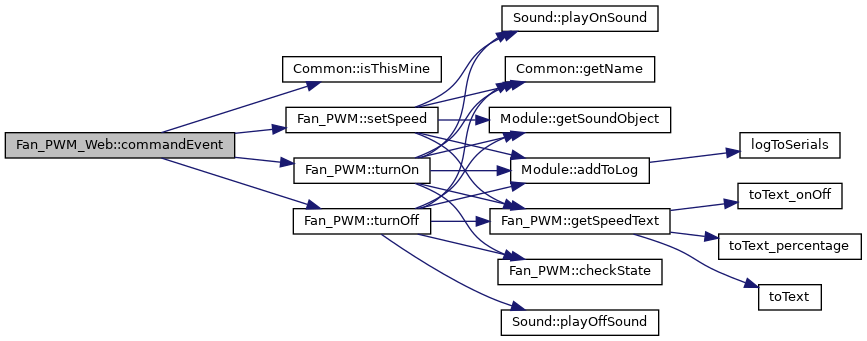 Sound::playOnSound
Common::isThisMine
Common::getName
Fan_PWM::setSpeed
Module::getSoundObject
Fan_PWM_Web::commandEvent
logToSerials
Fan_PWM::turnOn
Module::addToLog
toText_onOff
Fan_PWM::turnOff
Fan_PWM::getSpeedText
toText_percentage
Fan_PWM::checkState
toText
Sound::playOffSound